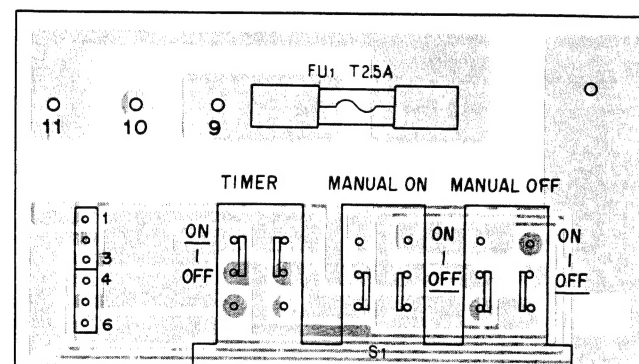 FU1 T2.5A
11 10 9
TIMER MANUAL ON MANUAL OFF
1
ON ON ON
I I I
3
OFF OFF OFF
4
6
S1